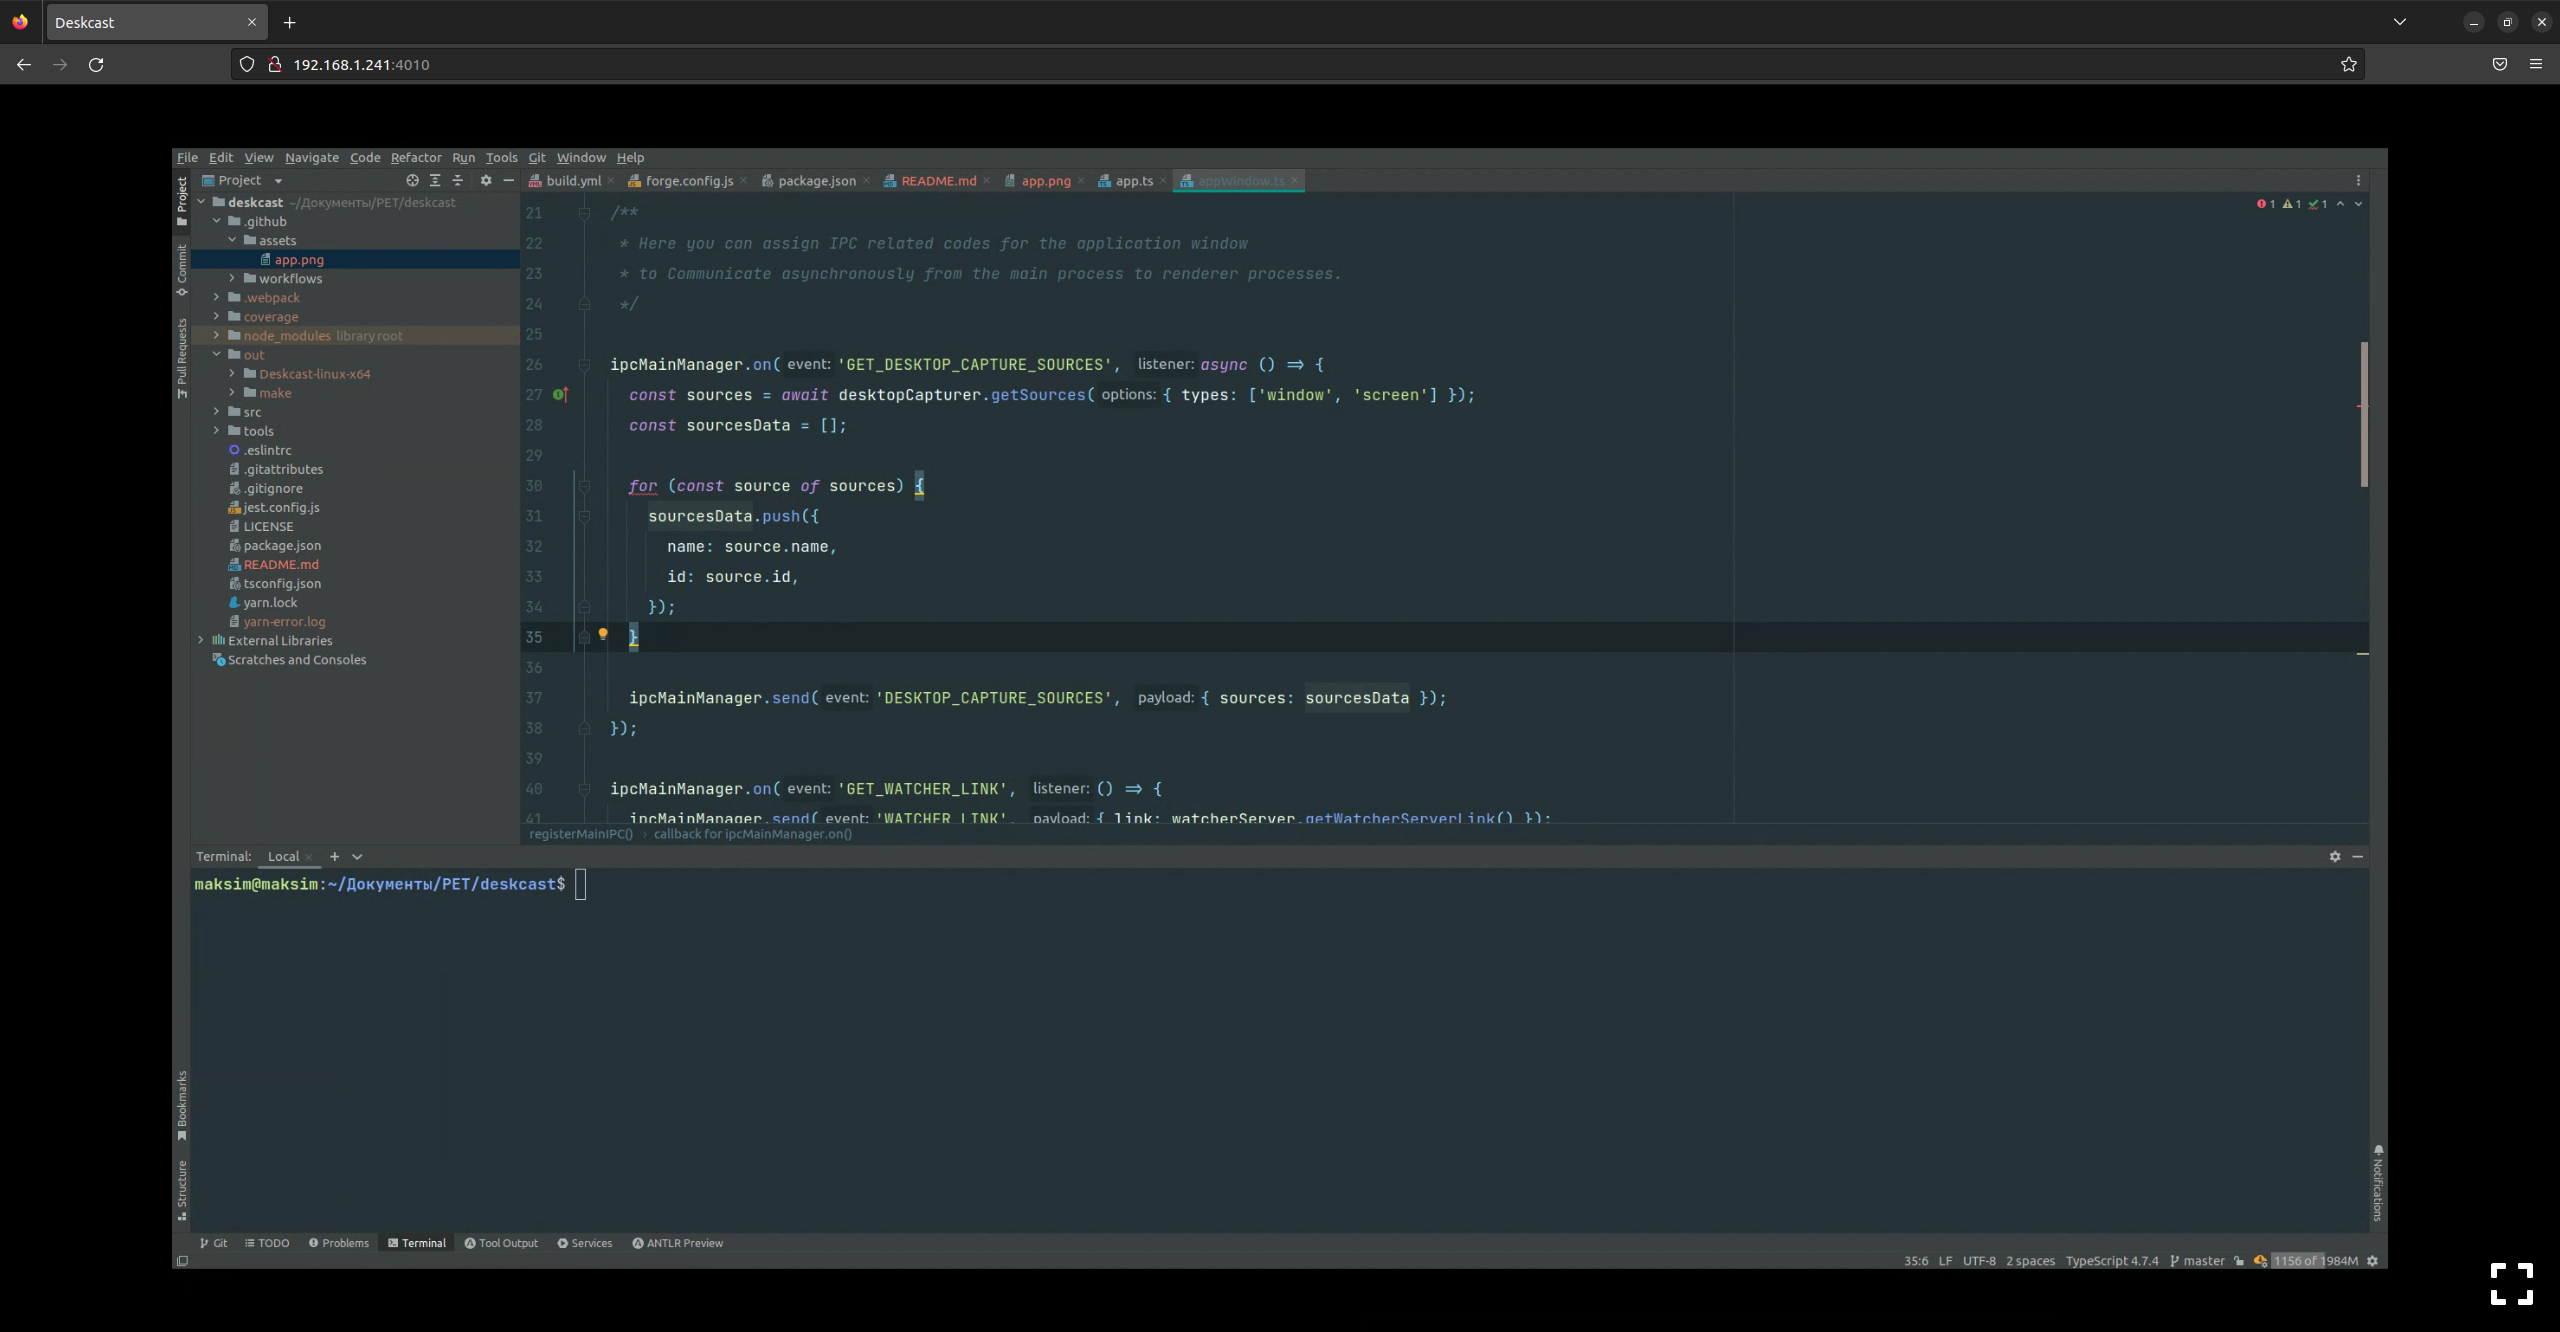 Deskcast
192.168.1.241:4010
File Edit View Navigate Code Refactor Run Tools Git Window Help
Project
build.yml forge.config.js package.json README.md app.png app.ts appWindow.ts
Project
Commit
Pull Requests
Bookmarks
Structure
deskcast ~/Документы/PET/deskcast
.github
assets
app.png
workflows
.webpack
coverage
node_modules library root
out
Deskcast-linux-x64
make
src
tools
.eslintrc
.gitattributes
.gitignore
jest.config.js
LICENSE
package.json
README.md
tsconfig.json
yarn.lock
yarn-error.log
External Libraries
Scratches and Consoles
1 1 1
21 /**
22 * Here you can assign IPC related codes for the application window
23 * to Communicate asynchronously from the main process to renderer processes.
24 */
25
26 ipcMainManager.on( event: 'GET_DESKTOP_CAPTURE_SOURCES', listener: async () => {
27 const sources = await desktopCapturer.getSources( options: { types: ['window', 'screen'] });
28 const sourcesData = [];
29
30 for (const source of sources) {
31 sourcesData.push({
32 name: source.name,
33 id: source.id,
34 });
35 }
36
37 ipcMainManager.send( event: 'DESKTOP_CAPTURE_SOURCES', payload: { sources: sourcesData });
38 });
39
40 ipcMainManager.on( event: 'GET_WATCHER_LINK', listener: () => {
41 ipcMainManager.send( event: 'WATCHER_LINK', payload: { link: watcherServer.getWatcherServerLink() });
registerMainIPC() › callback for ipcMainManager.on()
Terminal: Local
maksim@maksim:~/Документы/PET/deskcast$
Notifications
Git TODO Problems Terminal Tool Output Services ANTLR Preview
35:6 LF UTF-8 2 spaces TypeScript 4.7.4 master 1156 of 1984M